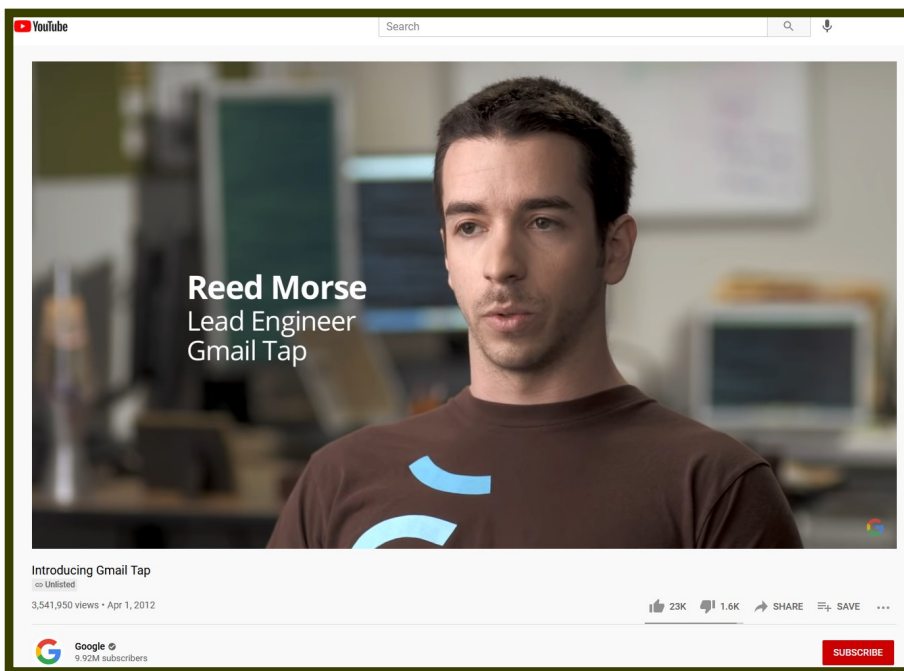 YouTube
Search
Reed Morse
Lead Engineer
Gmail Tap
Introducing Gmail Tap
Unlisted
3,541,950 views • Apr 1, 2012
23K 1.6K SHARE SAVE ...
Google
9.92M subscribers
SUBSCRIBE